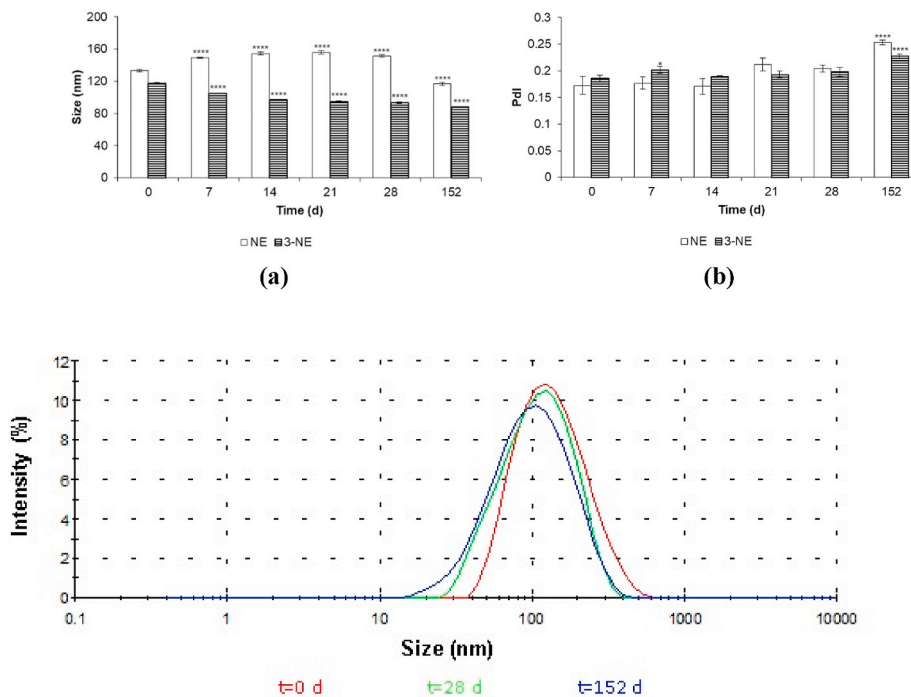 200
160
120
80
40
0
Size (nm)
****
****
****
****
****
****
****
****
****
****
0 7 14 21 28 152
Time (d)
NE 3-NE
(a)
0.3
0.25
0.2
0.15
0.1
0.05
0
PdI
*
****
****
0 7 14 21 28 152
Time (d)
NE 3-NE
(b)
12
10
8
6
4
2
0
Intensity (%)
0.1 1 10 100 1000 10000
Size (nm)
t=0 d t=28 d t=152 d